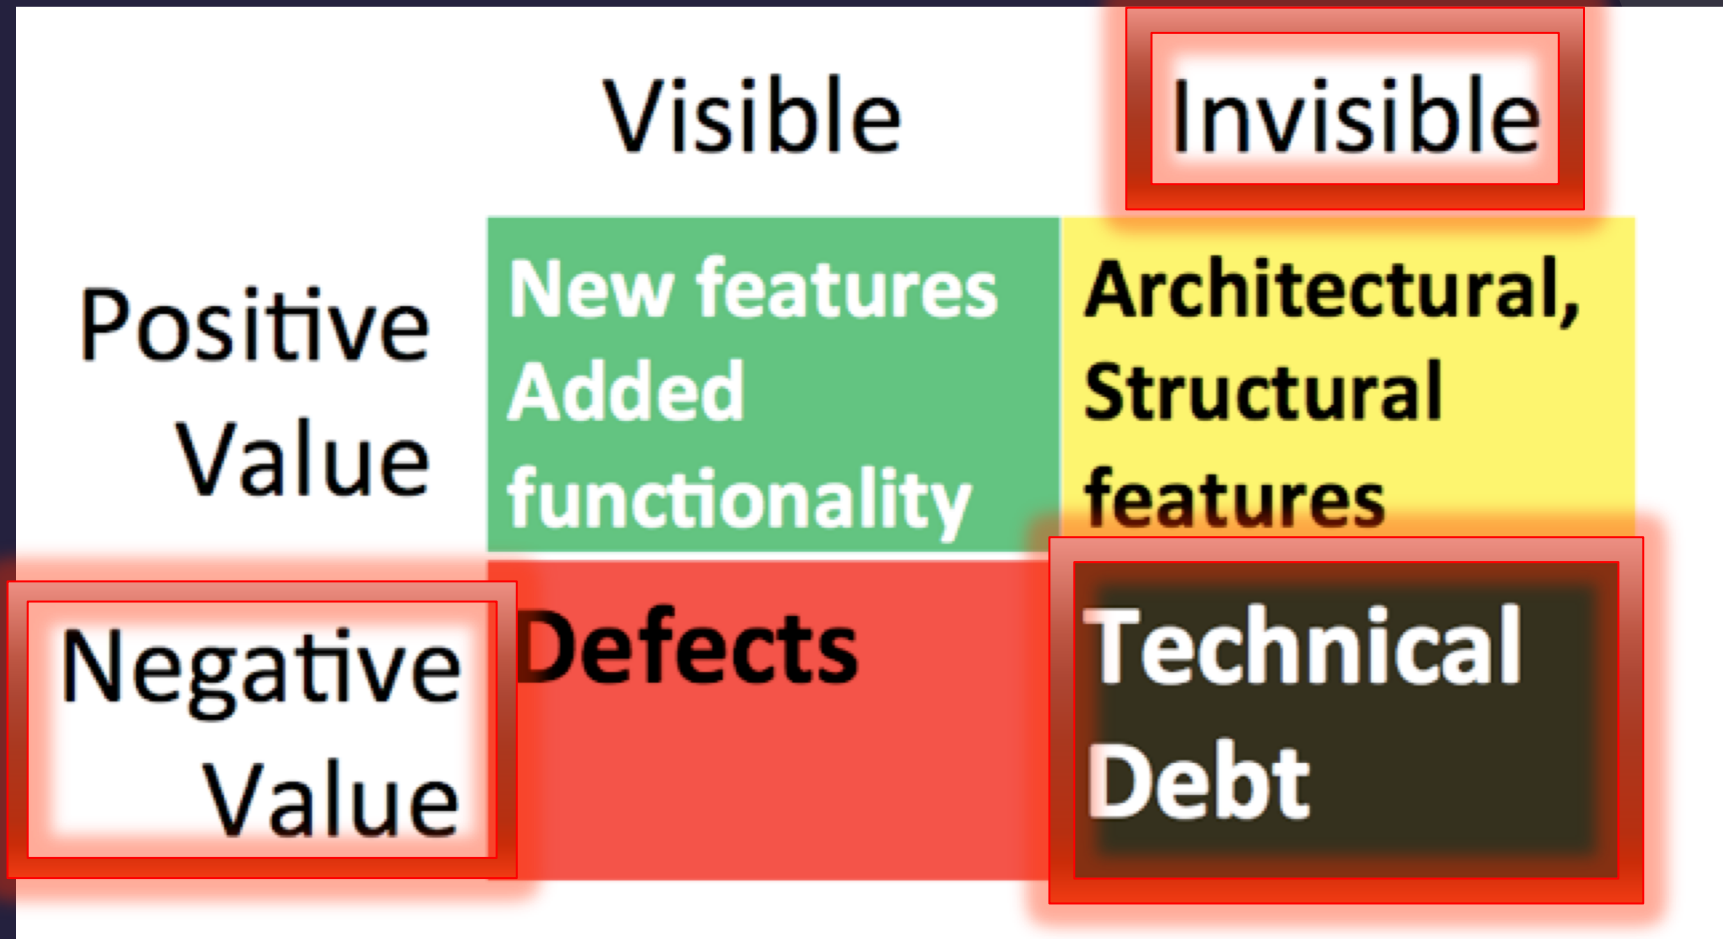 Visible
Invisible
Positive
Value
New features
Added
functionality
Architectural,
Structural
features
Negative
Value
Defects
Technical
Debt